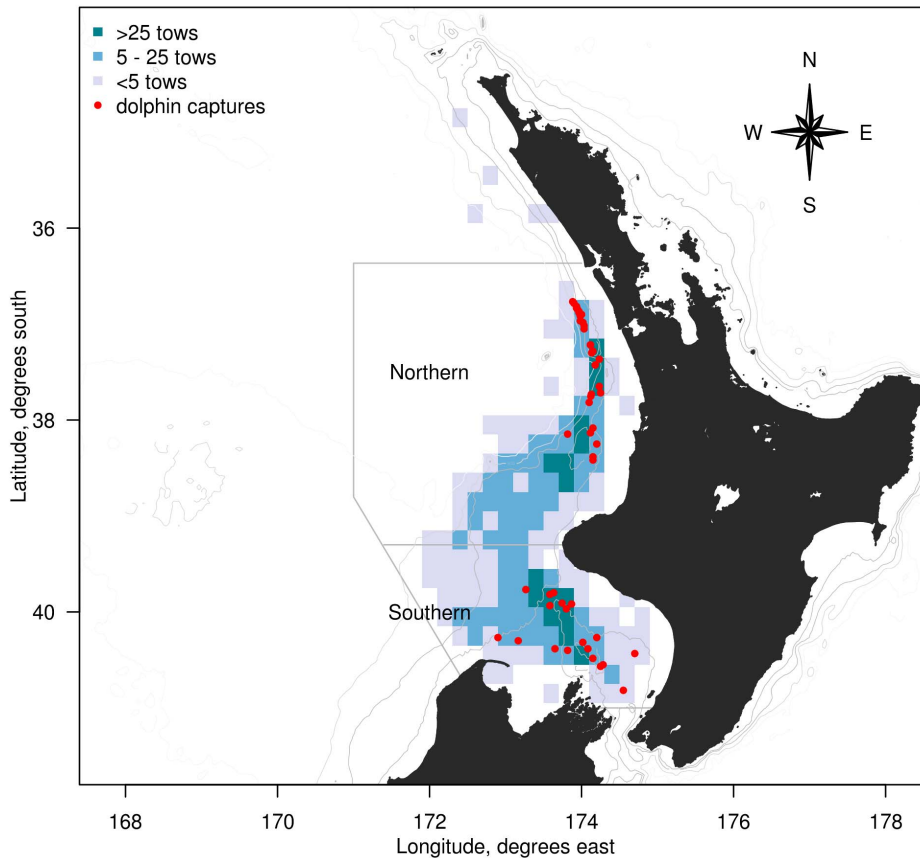 >25 tows
5 - 25 tows
<5 tows
dolphin captures
N
W E
S
Northern
Southern
36
38
40
Latitude, degrees south
168 170 172 174 176 178
Longitude, degrees east